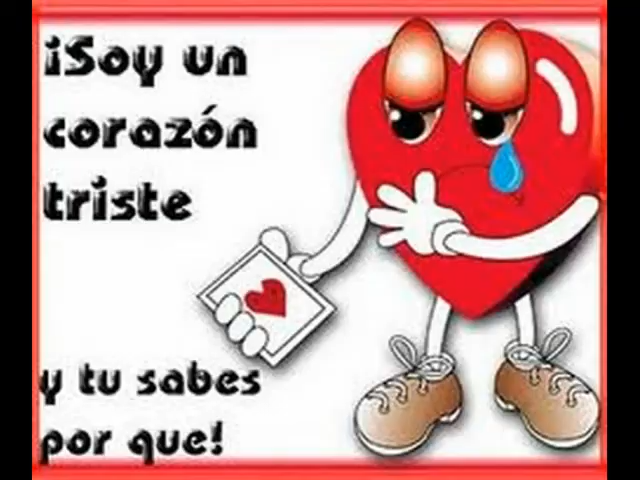 ¡Soy un
corazón
triste
y tu sabes
por que!